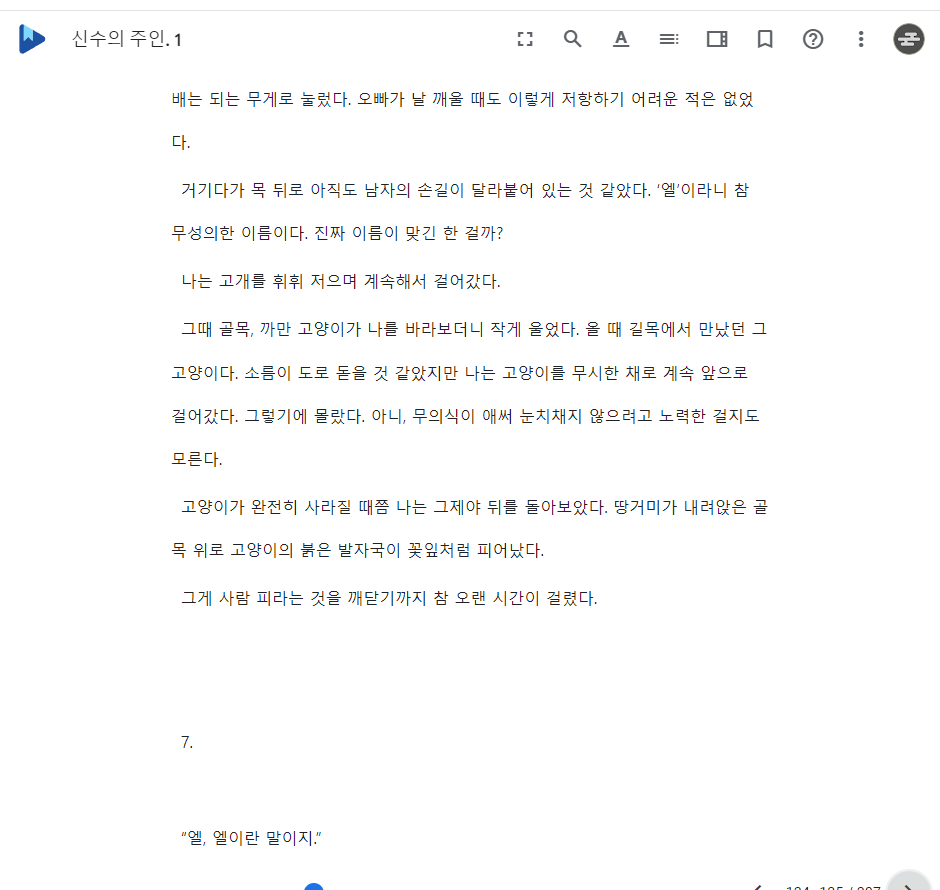 신수의 주인. 1
배는 되는 무게로 눌렀다. 오빠가 날 깨울 때도 이렇게 저항하기 어려운 적은 없었
다.
거기다가 목 뒤로 아직도 남자의 손길이 달라붙어 있는 것 같았다. ‘엘’이라니 참
무성의한 이름이다. 진짜 이름이 맞긴 한 걸까?
나는 고개를 휘휘 저으며 계속해서 걸어갔다.
그때 골목, 까만 고양이가 나를 바라보더니 작게 울었다. 올 때 길목에서 만났던 그
고양이다. 소름이 도로 돋을 것 같았지만 나는 고양이를 무시한 채로 계속 앞으로
걸어갔다. 그렇기에 몰랐다. 아니, 무의식이 애써 눈치채지 않으려고 노력한 걸지도
모른다.
고양이가 완전히 사라질 때쯤 나는 그제야 뒤를 돌아보았다. 땅거미가 내려앉은 골
목 위로 고양이의 붉은 발자국이 꽃잎처럼 피어났다.
그게 사람 피라는 것을 깨닫기까지 참 오랜 시간이 걸렸다.
7.
“엘, 엘이란 말이지.”